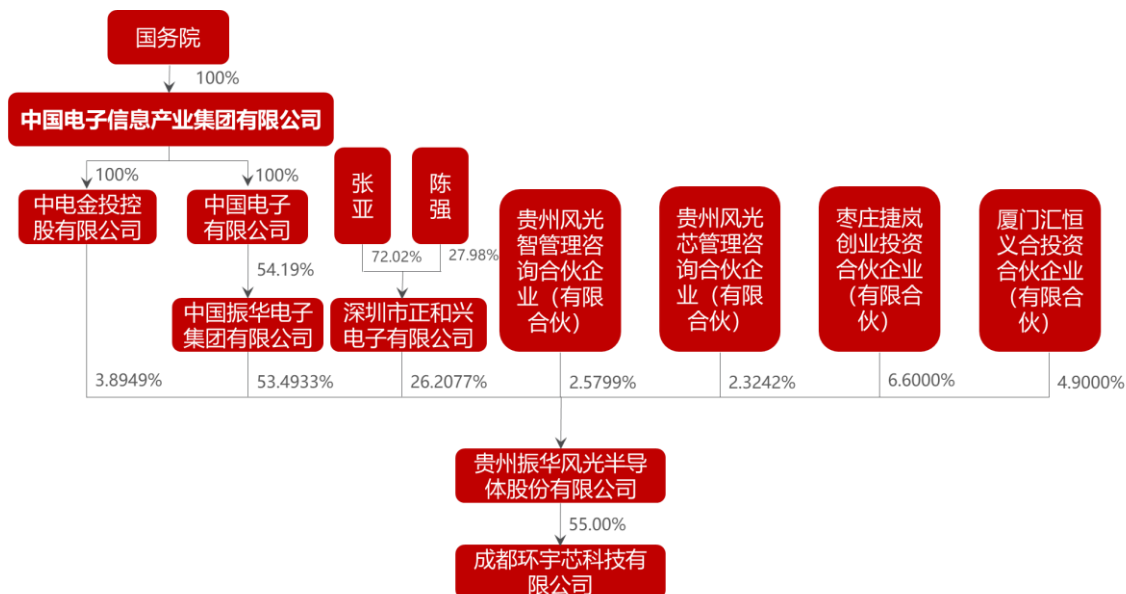 国务院
100%
中国电子信息产业集团有限公司
100%
100%
中电金投控
股有限公司
中国电子
有限公司
张
亚
陈
强
72.02%
27.98%
54.19%
中国振华电子
集团有限公司
深圳市正和兴
电子有限公司
贵州风光
智管理咨
询合伙企
业（有限
合伙）
贵州风光
芯管理咨
询合伙企
业（有限
合伙）
枣庄捷岚
创业投资
合伙企业
（有限合
伙）
厦门汇恒
义合投资
合伙企业
（有限合
伙）
3.8949%
53.4933%
26.2077%
2.5799%
2.3242%
6.6000%
4.9000%
贵州振华风光半导
体股份有限公司
55.00%
成都环宇芯科技有
限公司